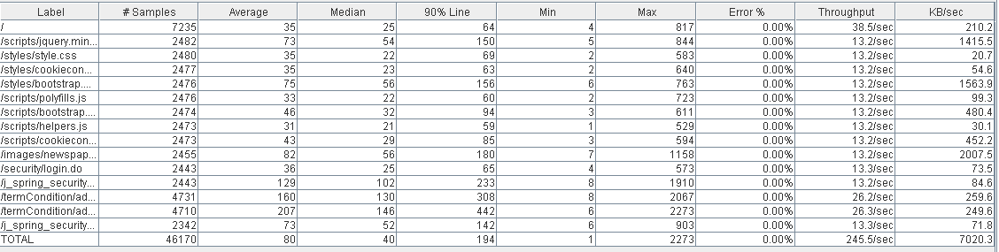 Label # Samples Average Median 90% Line Min Max Error % Throughput KB/sec
/ 7235 35 25 64 4 817 0.00% 38.5/sec 210.2
/scripts/jquery.min... 2482 73 54 150 5 844 0.00% 13.2/sec 1415.5
/styles/style.css 2480 35 22 69 2 583 0.00% 13.2/sec 20.7
/styles/cookiecon... 2477 35 23 63 2 640 0.00% 13.2/sec 54.6
/styles/bootstrap.... 2476 75 56 156 6 763 0.00% 13.2/sec 1563.9
/scripts/polyfills.js 2476 33 22 60 2 723 0.00% 13.2/sec 99.3
/scripts/bootstrap.... 2474 46 32 94 3 611 0.00% 13.2/sec 480.4
/scripts/helpers.js 2473 31 21 59 1 529 0.00% 13.2/sec 30.1
/scripts/cookiecon... 2473 43 29 85 3 594 0.00% 13.2/sec 452.2
/images/newspap... 2455 82 56 180 7 1158 0.00% 13.2/sec 2007.5
/security/login.do 2443 36 25 65 4 573 0.00% 13.3/sec 73.5
/j_spring_security... 2443 129 102 233 8 1910 0.00% 13.2/sec 84.6
/termCondition/ad... 4731 160 130 308 8 2067 0.00% 26.2/sec 259.6
/termCondition/ad... 4710 207 146 442 6 2273 0.00% 26.3/sec 249.6
/j_spring_security... 2342 73 52 142 6 903 0.00% 13.3/sec 71.8
TOTAL 46170 80 40 194 1 2273 0.00% 245.5/sec 7020.3